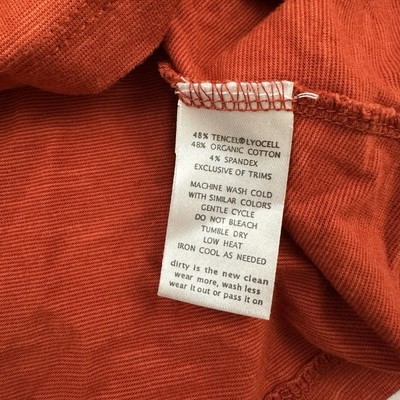 48% TENCEL®LYOCELL
48% ORGANIC COTTON
4% SPANDEX
EXCLUSIVE OF TRIMS
MACHINE WASH COLD
WITH SIMILAR COLORS
GENTLE CYCLE
DO NOT BLEACH
TUMBLE DRY
LOW HEAT
IRON COOL AS NEEDED
dirty is the new clean
wear more, wash less
wear it out or pass it on